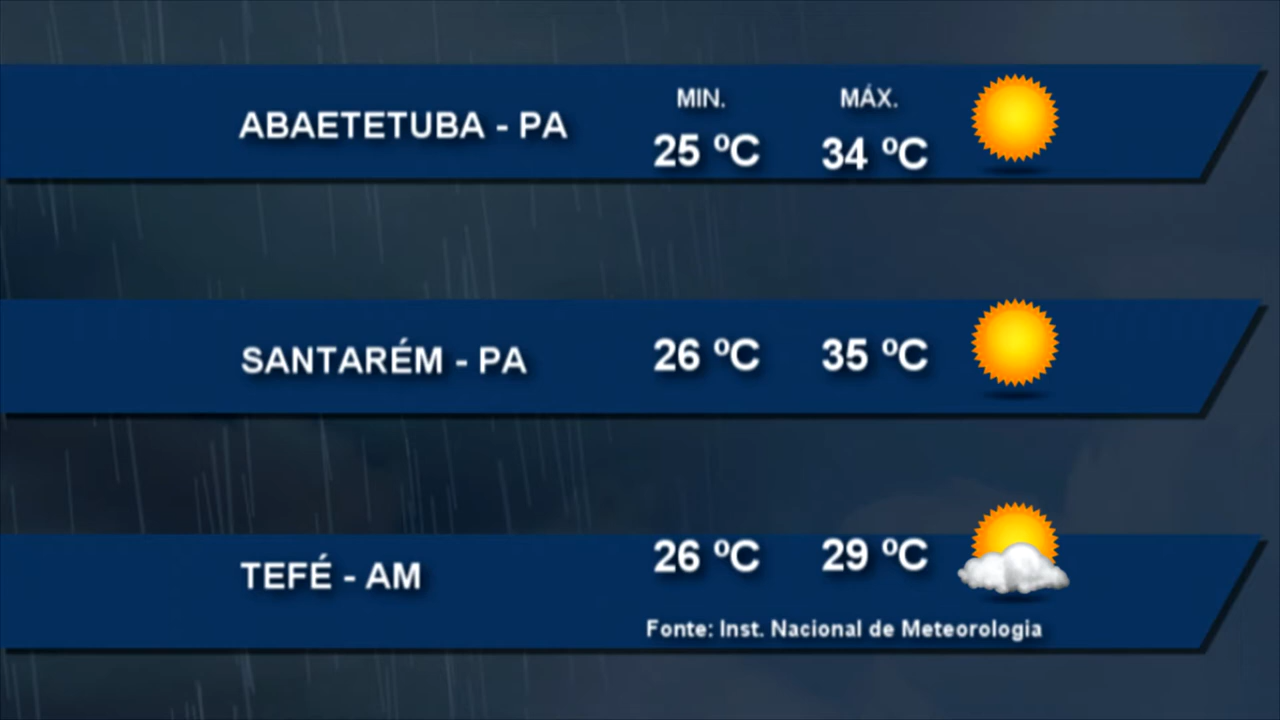 MIN. MÁX.
ABAETETUBA - PA 25 ºC 34 ºC
SANTARÉM - PA 26 ºC 35 ºC
TEFÉ - AM 26 ºC 29 ºC
Fonte: Inst. Nacional de Meteorologia